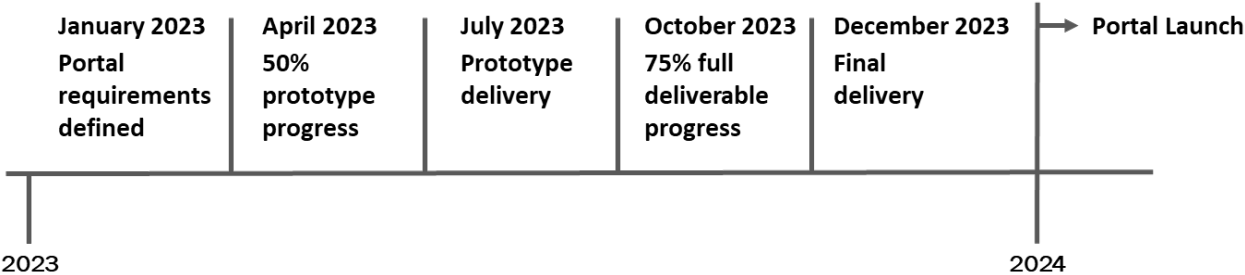 January 2023
Portal
requirements
defined
April 2023
50%
prototype
progress
July 2023
Prototype
delivery
October 2023
75% full
deliverable
progress
December 2023
Final
delivery
Portal Launch
2023
2024